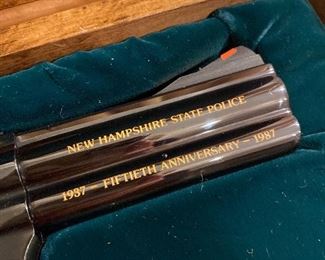 NEW HAMPSHIRE STATE POLICE
1937 — FIFTIETH ANNIVERSARY — 1987